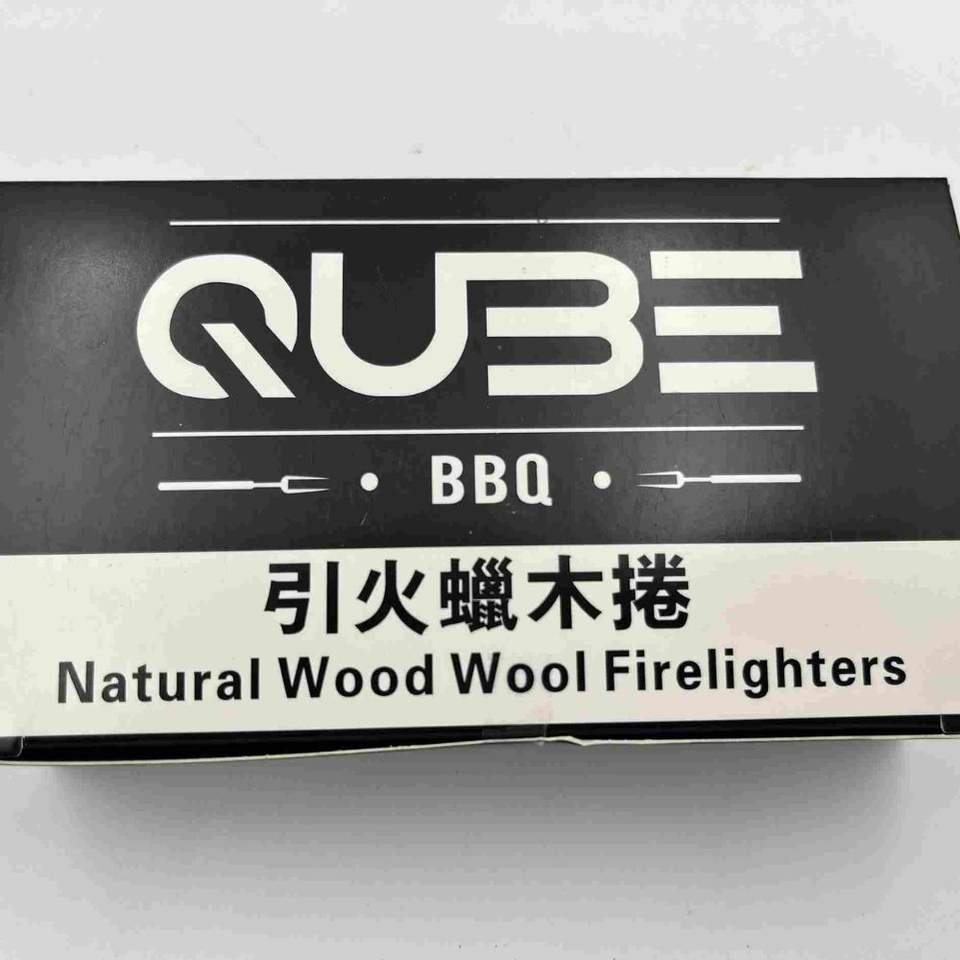 QUBE
BBQ
引火蠟木捲
Natural Wood Wool Firelighters